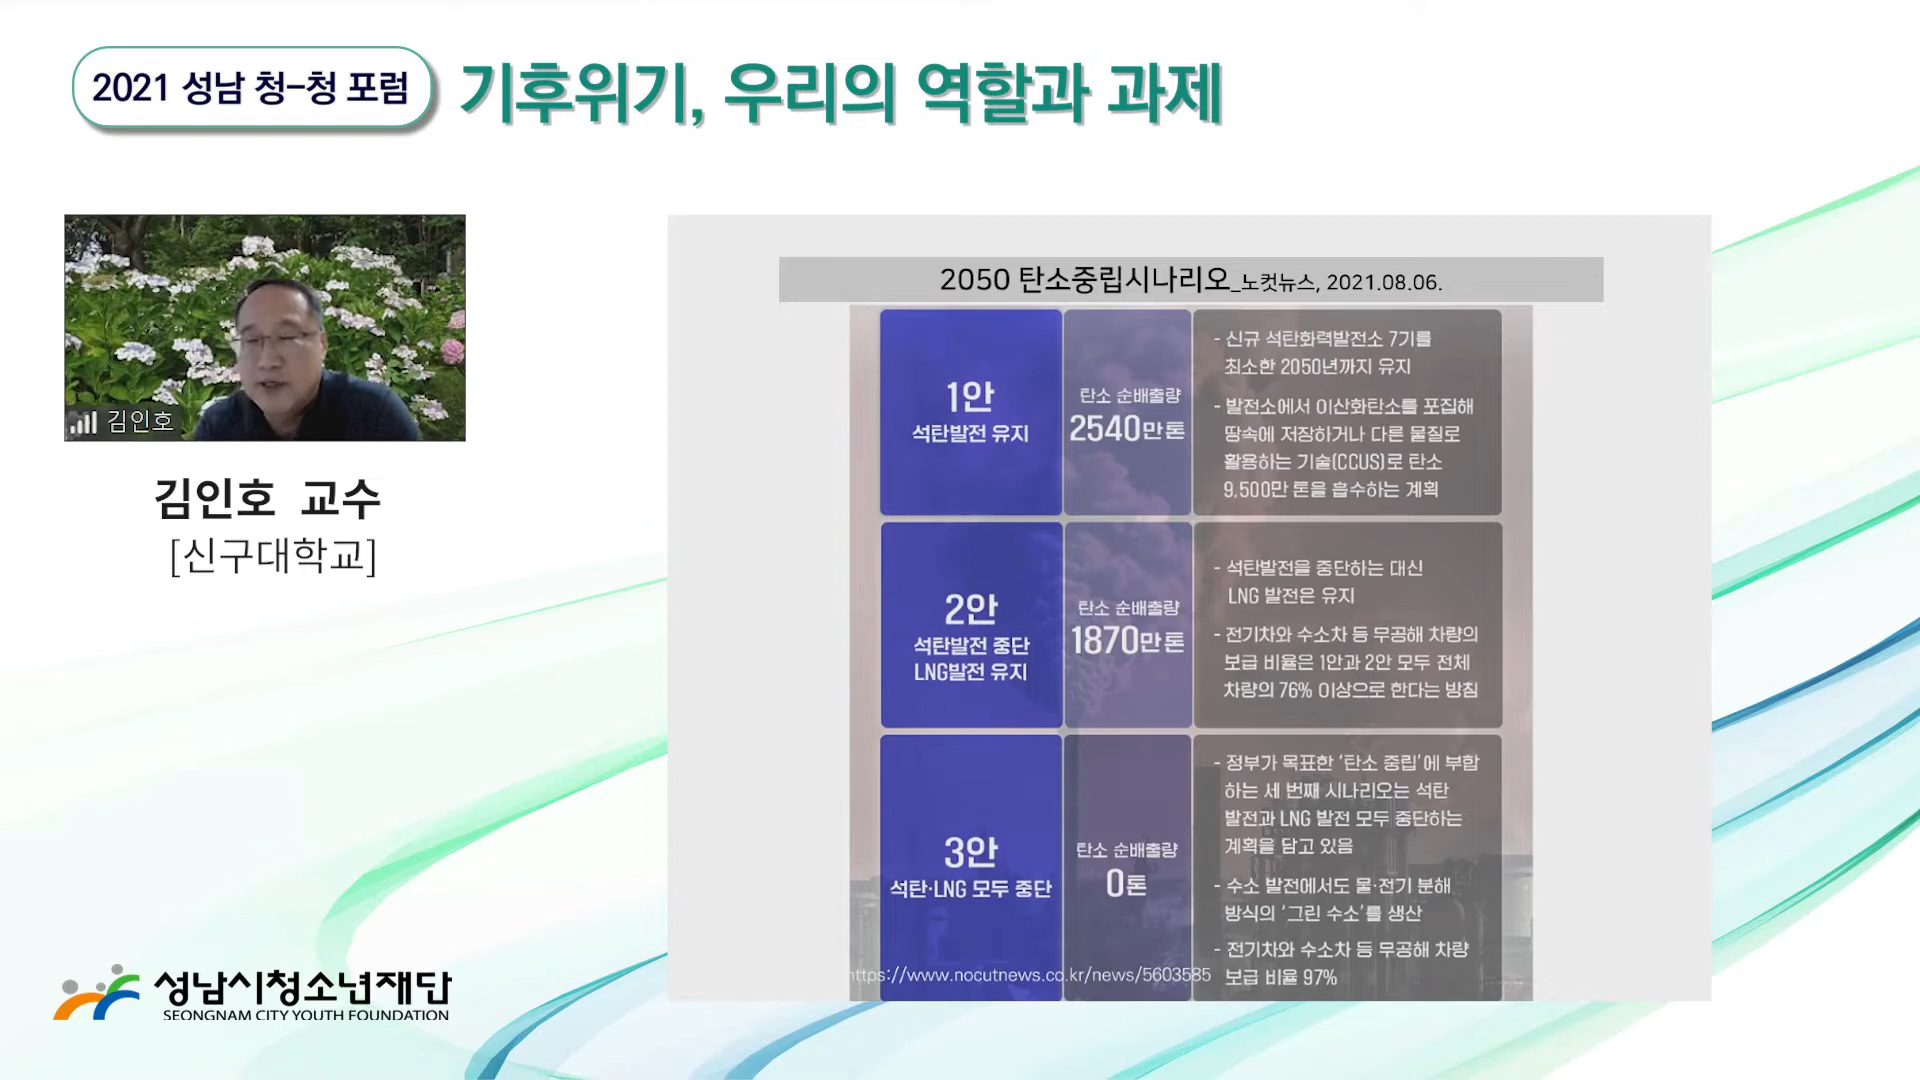 2021 성남 청-청 포럼
기후위기, 우리의 역할과 과제
김인호
김인호 교수
[신구대학교]
성남시청소년재단
SEONGNAM CITY YOUTH FOUNDATION
2050 탄소중립시나리오_노컷뉴스, 2021.08.06.
1안
석탄발전 유지
탄소 순배출량
2540만톤
- 신규 석탄화력발전소 7기를
최소한 2050년까지 유지
- 발전소에서 이산화탄소를 포집해
땅속에 저장하거나 다른 물질로
활용하는 기술(CCUS)로 탄소
9,500만 톤을 흡수하는 계획
2안
석탄발전 중단
LNG발전 유지
탄소 순배출량
1870만톤
- 석탄발전을 중단하는 대신
LNG 발전은 유지
- 전기차와 수소차 등 무공해 차량의
보급 비율은 1안과 2안 모두 전체
차량의 76% 이상으로 한다는 방침
3안
석탄·LNG 모두 중단
탄소 순배출량
0톤
- 정부가 목표한 '탄소 중립'에 부합
하는 세 번째 시나리오는 석탄
발전과 LNG 발전 모두 중단하는
계획을 담고 있음
- 수소 발전에서도 물·전기 분해
방식의 '그린 수소'를 생산
- 전기차와 수소차 등 무공해 차량
보급 비율 97%
https://www.nocutnews.co.kr/news/5603585